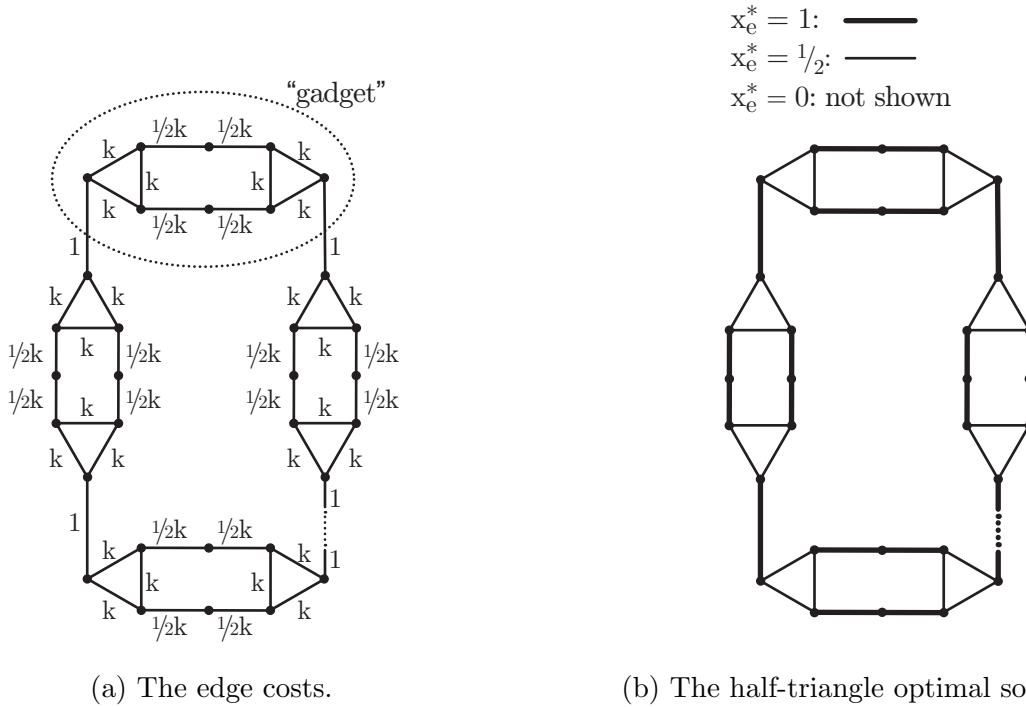 x*e = 1:
x*e = 1/2:
x*e = 0: not shown
"gadget"
1/2k 1/2k
k k
k k
k k
1/2k 1/2k
1 1
k k k k
k k
1/2k 1/2k 1/2k 1/2k
1/2k 1/2k 1/2k 1/2k
k k
k k k k
1 1
1/2k 1/2k
k k 1
k k
k k
1/2k 1/2k
(a) The edge costs.
(b) The half-triangle optimal so